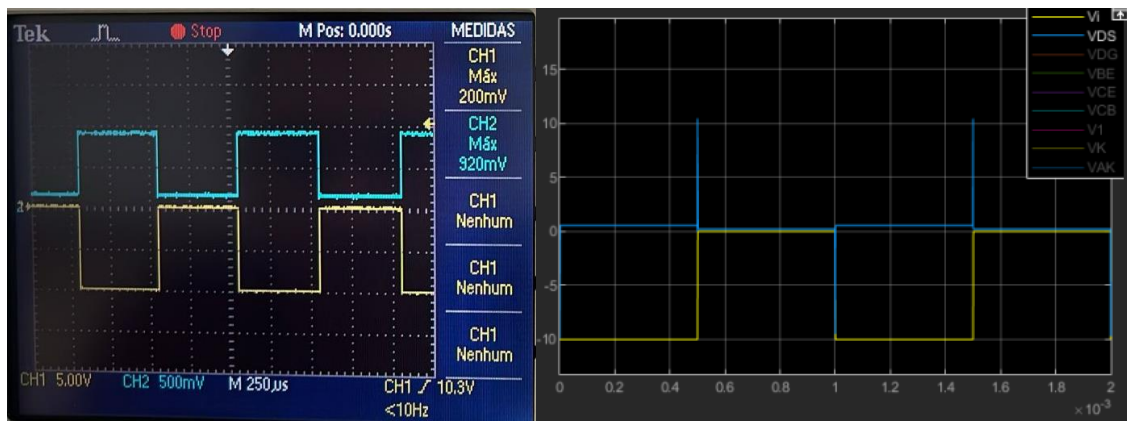 Tek
Stop
M Pos: 0.000s
MEDIDAS
CH1
Máx
200mV
CH2
Máx
920mV
CH1
Nenhum
CH1
Nenhum
CH1
Nenhum
2
CH1 5.00V
CH2 500mV
M 250µs
CH1 / 10.3V
<10Hz
Vi
VDS
VDG
VBE
VCE
VCB
V1
VK
VAK
15
10
5
0
-5
-10
0 0.2 0.4 0.6 0.8 1 1.2 1.4 1.6 1.8 2
×10⁻³